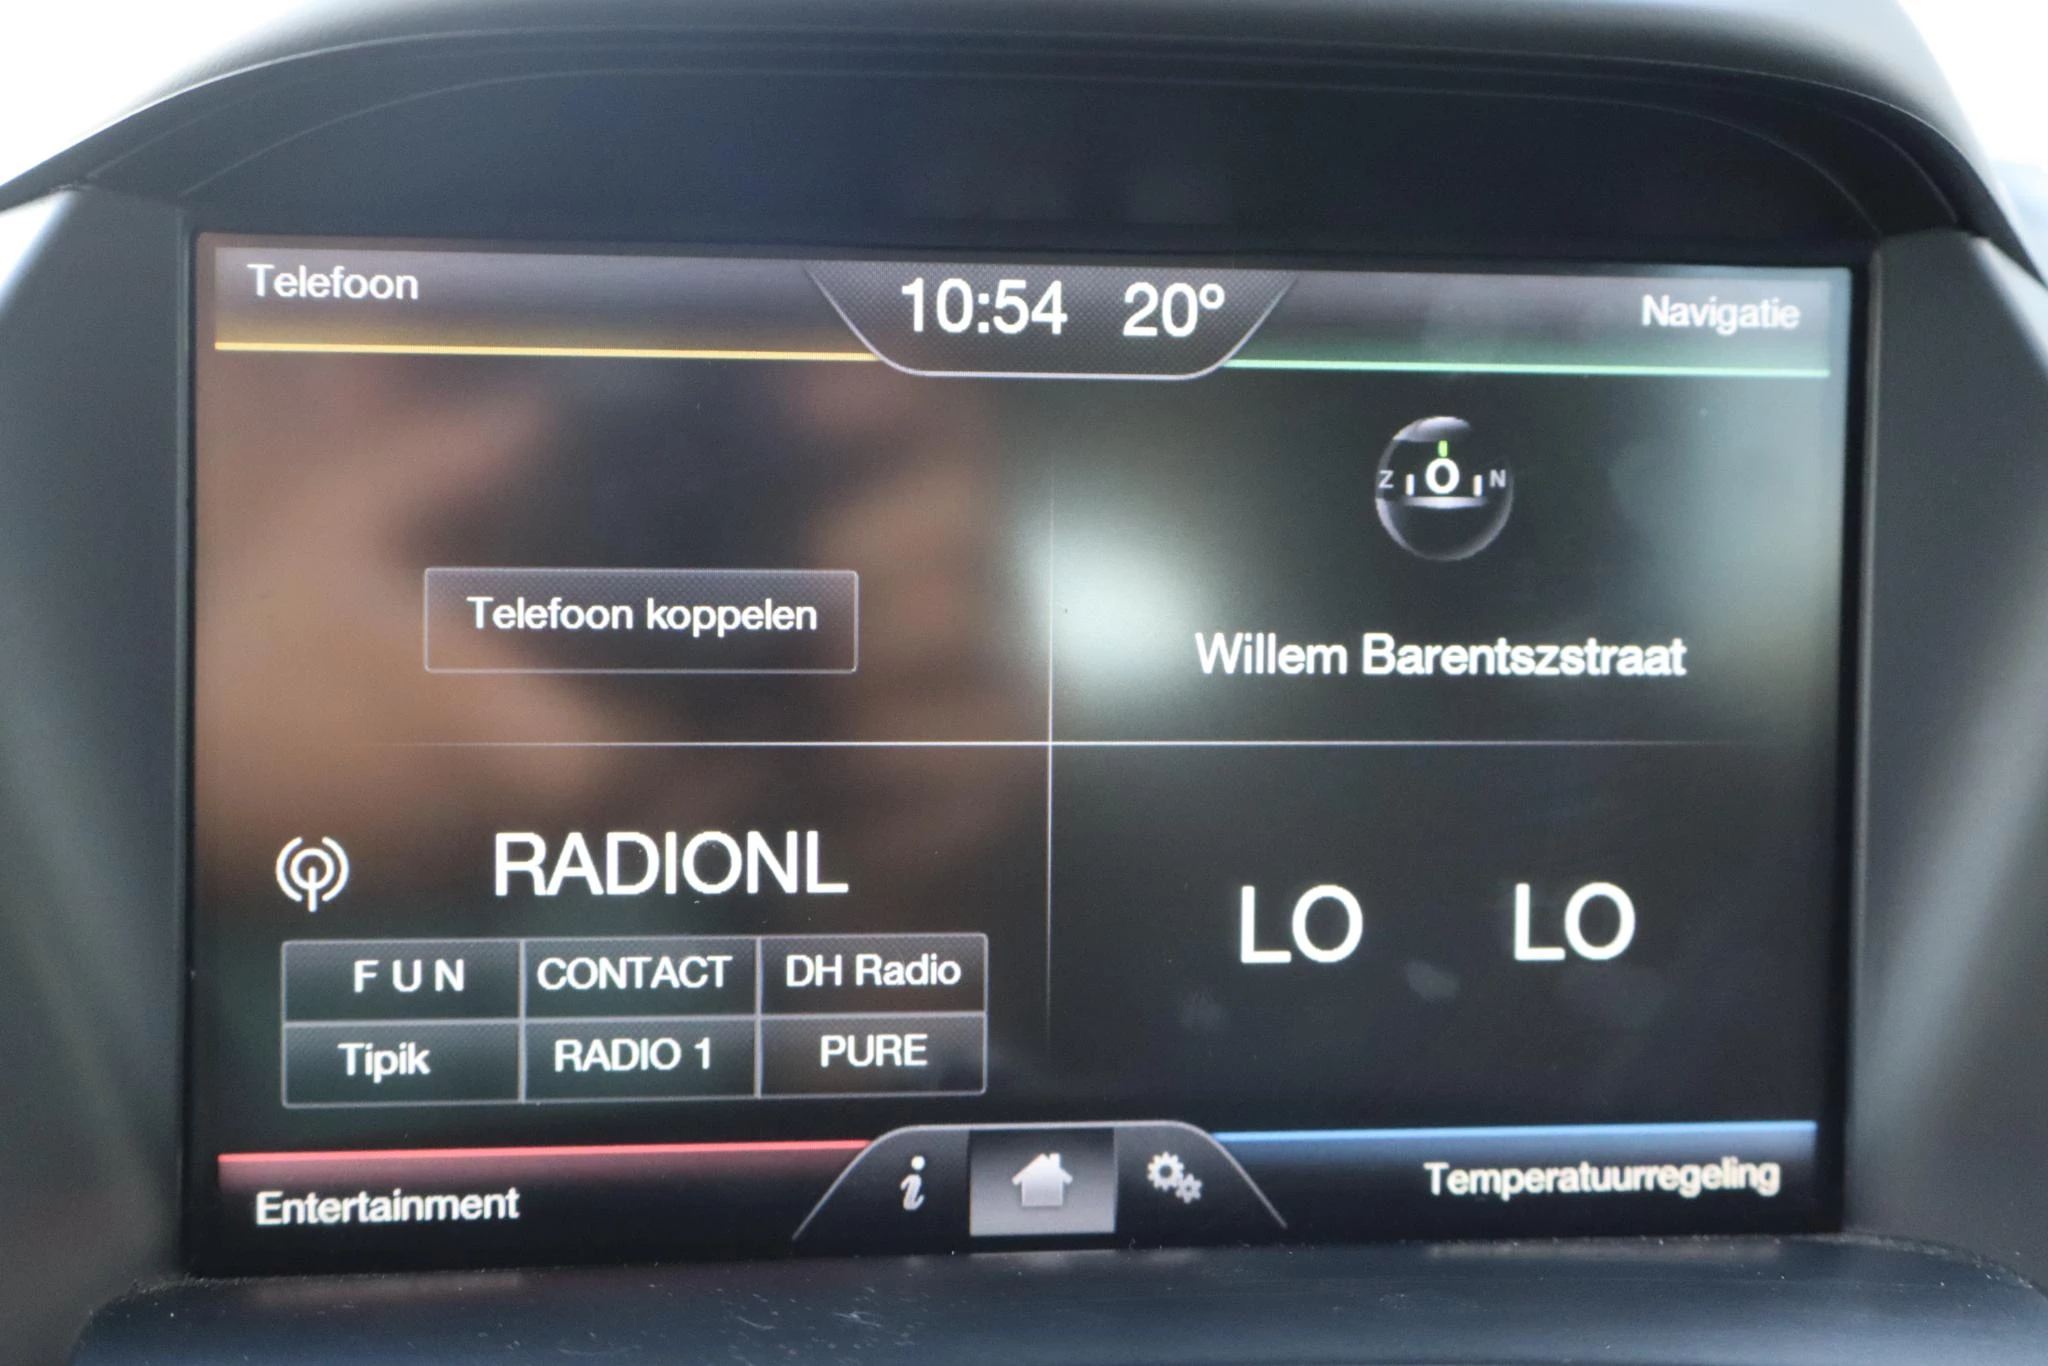 Telefoon
10:54 20°
Navigatie
Z O N
Telefoon koppelen
Willem Barentszstraat
RADIONL
F U N CONTACT DH Radio
Tipik RADIO 1 PURE
LO LO
Entertainment
i
Temperatuurregeling